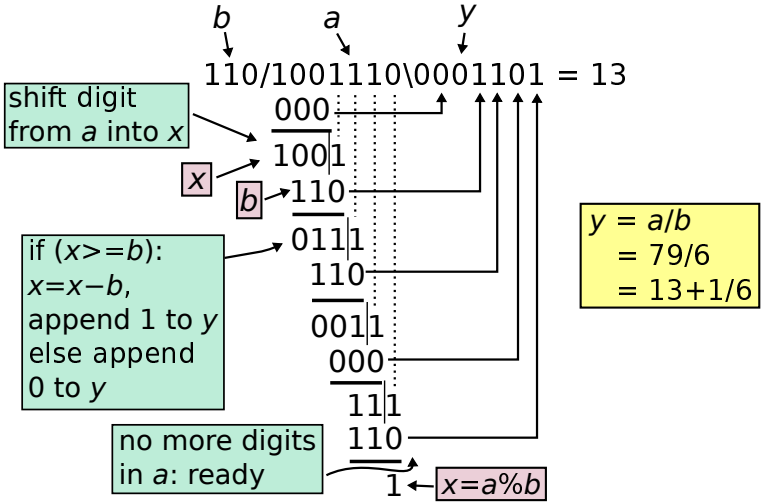 b
a
y
110/1001110\0001101 = 13
shift digit
from a into x
000
1001
x
b
110
y = a/b
= 79/6
= 13+1/6
if (x>=b):
x=x−b,
append 1 to y
else append
0 to y
0111
110
0011
000
111
no more digits
in a: ready
110
1
x=a%b